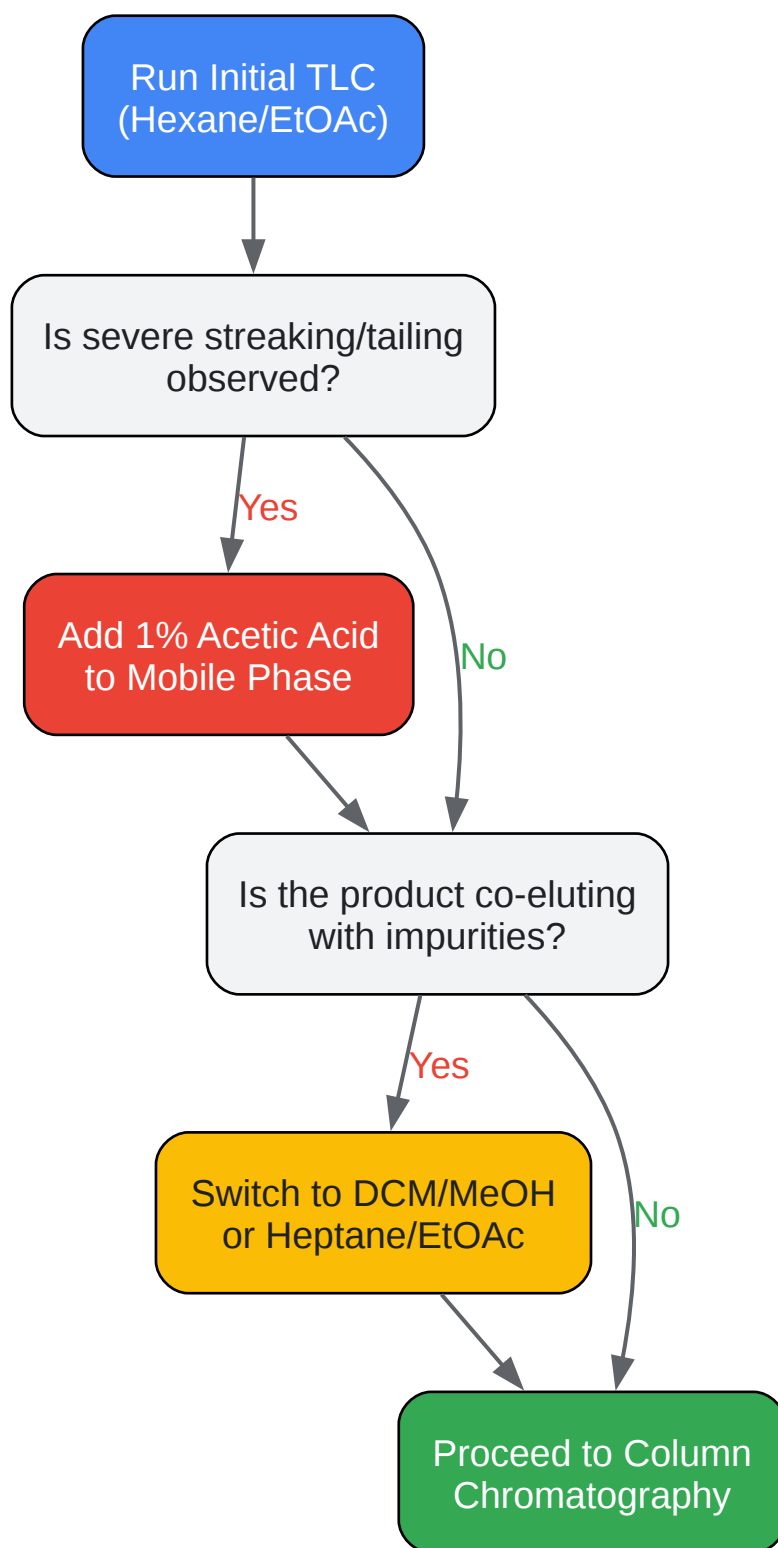 Run Initial TLC
(Hexane/EtOAc)
Is severe streaking/tailing
observed?
Yes
Add 1% Acetic Acid
to Mobile Phase
No
Is the product co-eluting
with impurities?
Yes
Switch to DCM/MeOH
or Heptane/EtOAc
No
Proceed to Column
Chromatography